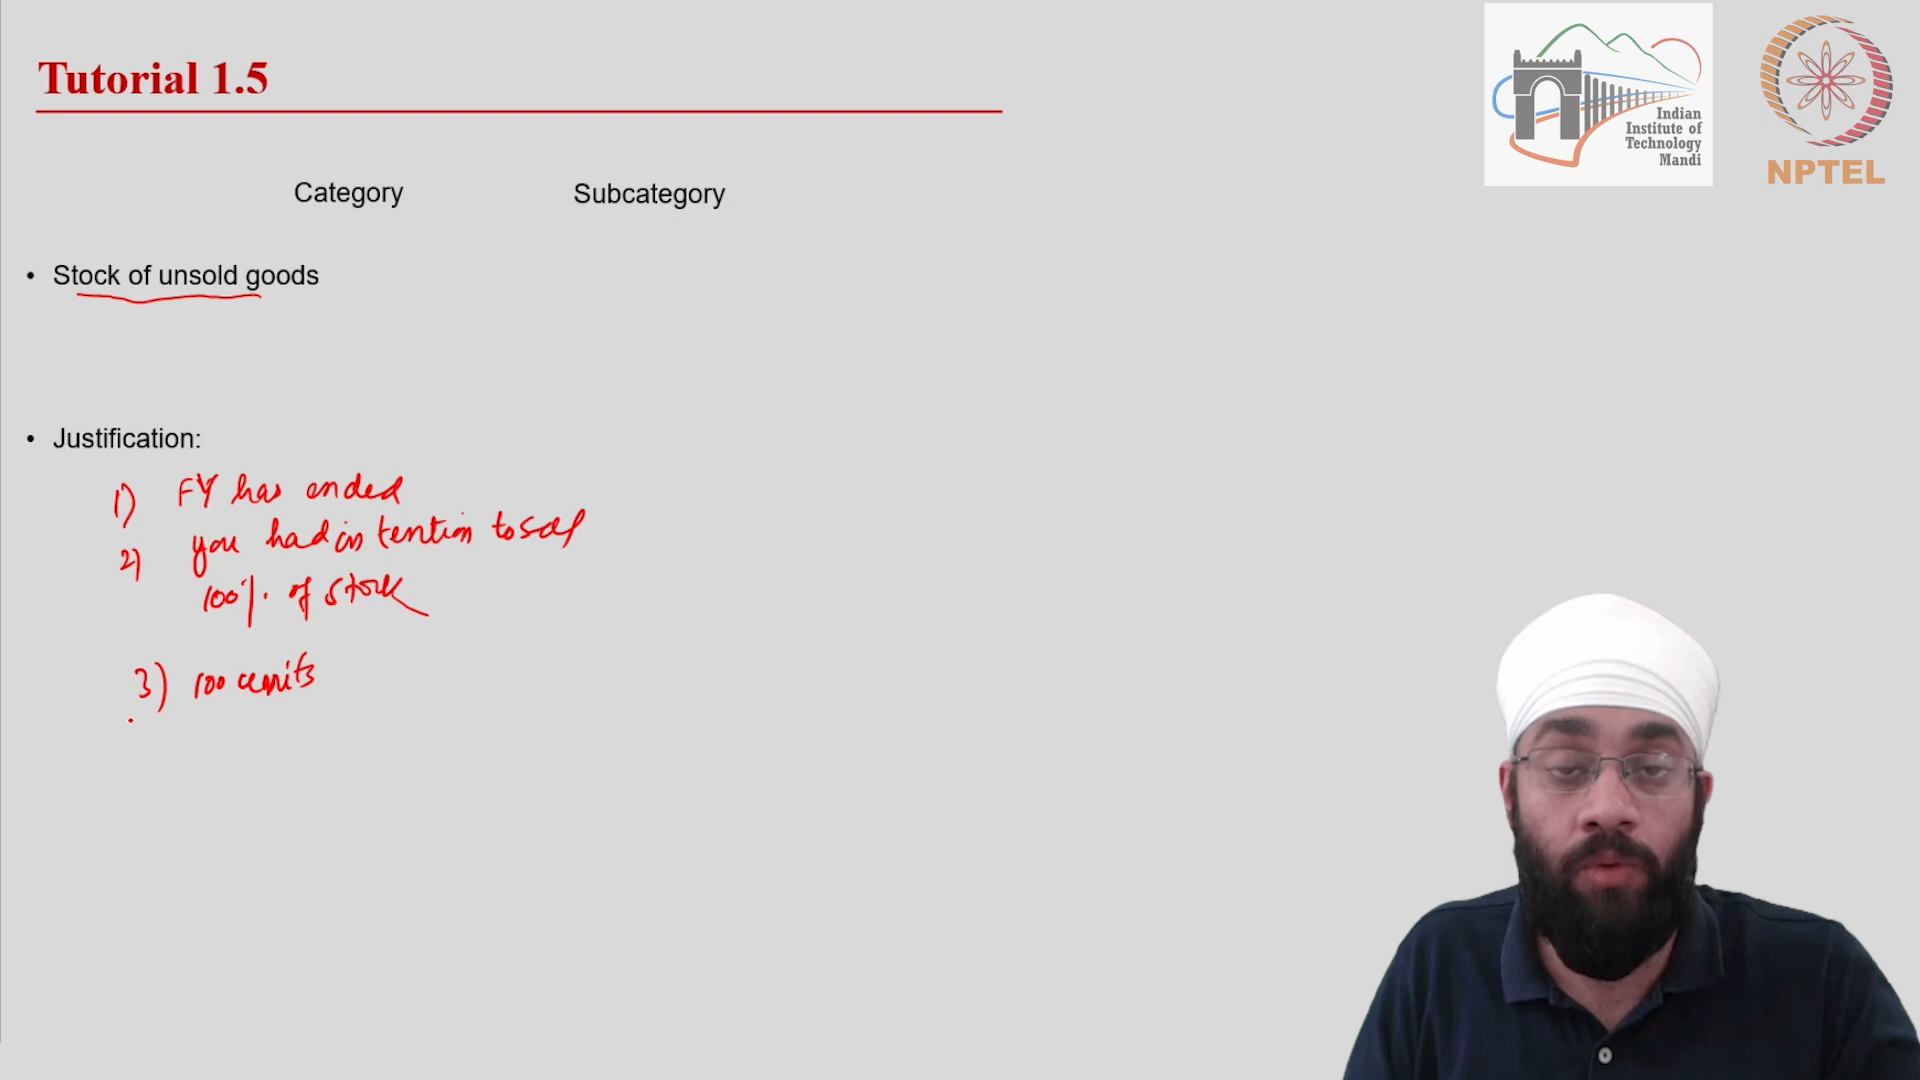 Tutorial 1.5
Indian
Institute of
Technology
Mandi
NPTEL
Category Subcategory
• Stock of unsold goods
• Justification:
1) FY has ended
2) you had intention to sell
100% of stock
3) 100 units